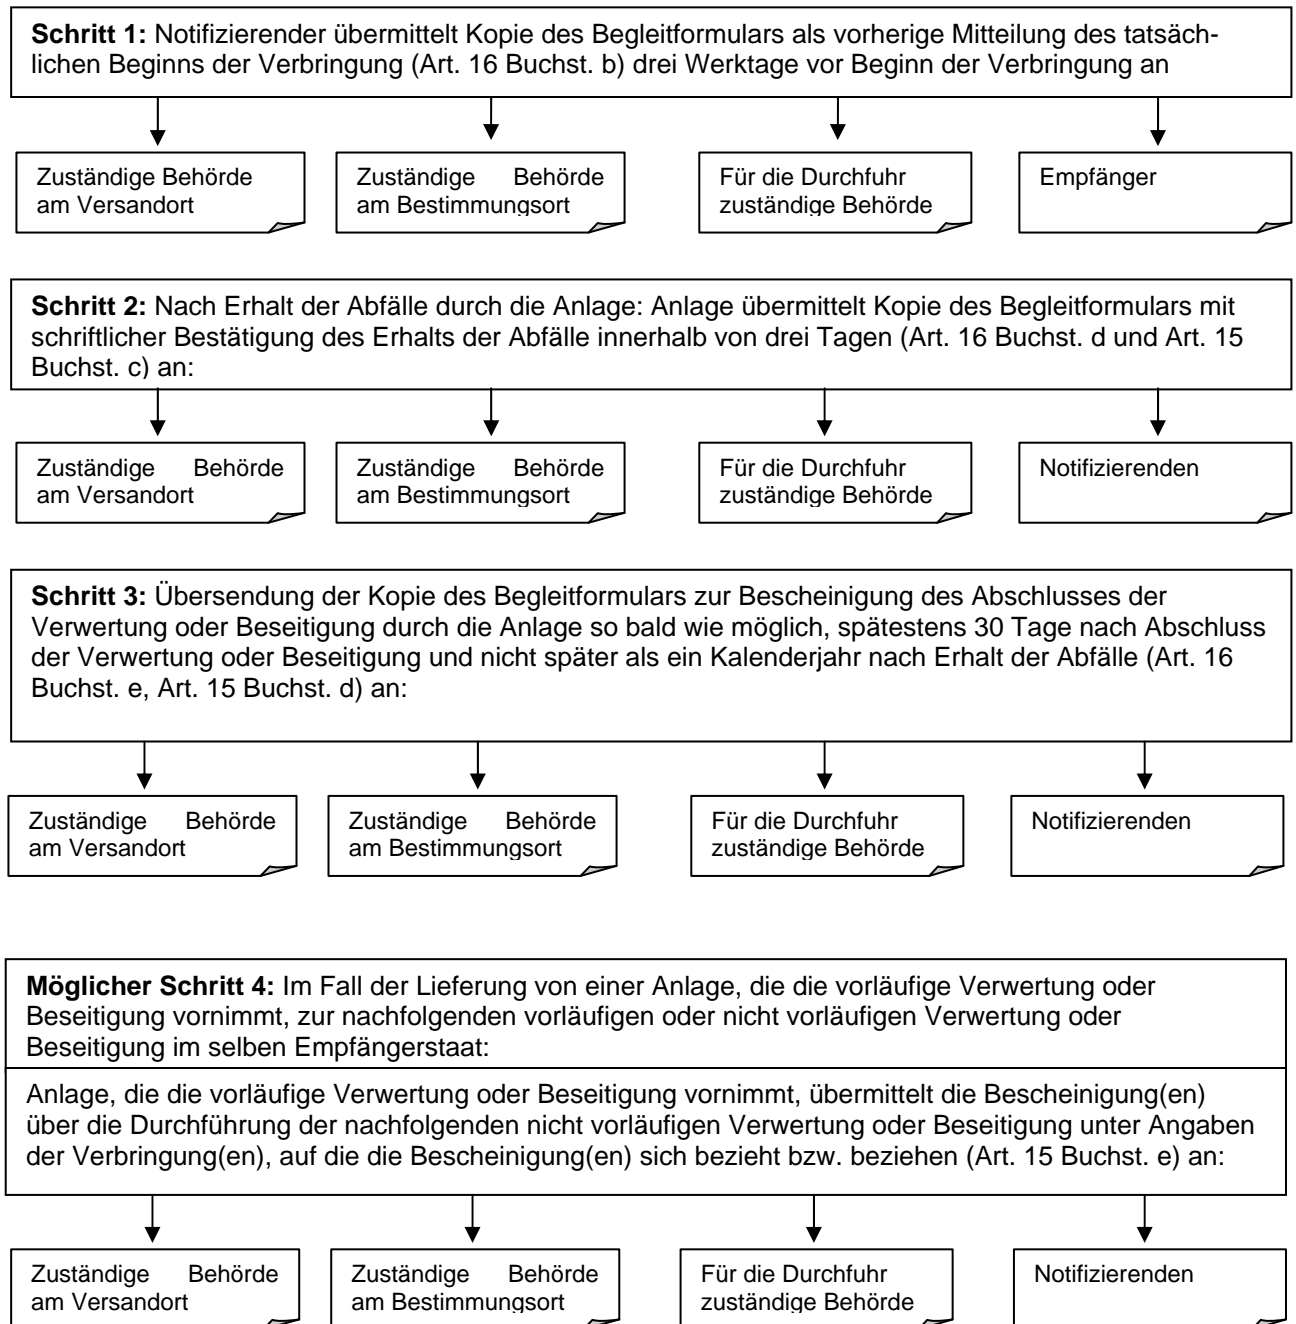 Schritt 1: Notifizierender übermittelt Kopie des Begleitformulars als vorherige Mitteilung des tatsäch-
lichen Beginns der Verbringung (Art. 16 Buchst. b) drei Werktage vor Beginn der Verbringung an
Zuständige Behörde
am Versandort
Zuständige Behörde
am Bestimmungsort
Für die Durchfuhr
zuständige Behörde
Empfänger
Schritt 2: Nach Erhalt der Abfälle durch die Anlage: Anlage übermittelt Kopie des Begleitformulars mit
schriftlicher Bestätigung des Erhalts der Abfälle innerhalb von drei Tagen (Art. 16 Buchst. d und Art. 15
Buchst. c) an:
Zuständige Behörde
am Versandort
Zuständige Behörde
am Bestimmungsort
Für die Durchfuhr
zuständige Behörde
Notifizierenden
Schritt 3: Übersendung der Kopie des Begleitformulars zur Bescheinigung des Abschlusses der
Verwertung oder Beseitigung durch die Anlage so bald wie möglich, spätestens 30 Tage nach Abschluss
der Verwertung oder Beseitigung und nicht später als ein Kalenderjahr nach Erhalt der Abfälle (Art. 16
Buchst. e, Art. 15 Buchst. d) an:
Zuständige Behörde
am Versandort
Zuständige Behörde
am Bestimmungsort
Für die Durchfuhr
zuständige Behörde
Notifizierenden
Möglicher Schritt 4: Im Fall der Lieferung von einer Anlage, die die vorläufige Verwertung oder
Beseitigung vornimmt, zur nachfolgenden vorläufigen oder nicht vorläufigen Verwertung oder
Beseitigung im selben Empfängerstaat:
Anlage, die die vorläufige Verwertung oder Beseitigung vornimmt, übermittelt die Bescheinigung(en)
über die Durchführung der nachfolgenden nicht vorläufigen Verwertung oder Beseitigung unter Angaben
der Verbringung(en), auf die die Bescheinigung(en) sich bezieht bzw. beziehen (Art. 15 Buchst. e) an:
Zuständige Behörde
am Versandort
Zuständige Behörde
am Bestimmungsort
Für die Durchfuhr
zuständige Behörde
Notifizierenden